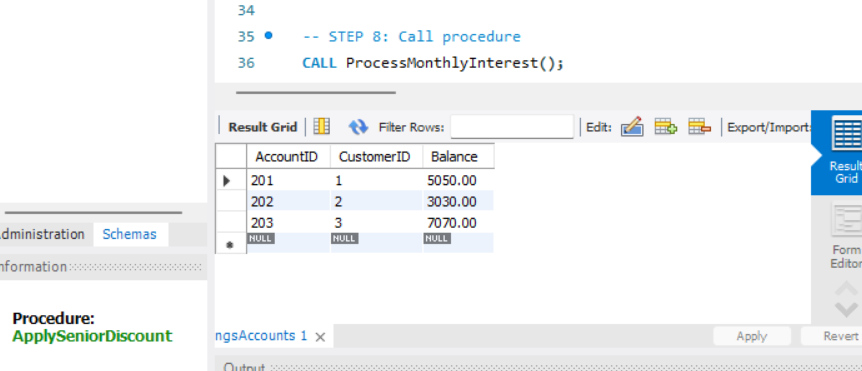 34
35 -- STEP 8: Call procedure
36 CALL ProcessMonthlyInterest();
Result Grid Filter Rows: Edit: Export/Import:
AccountID CustomerID Balance
201 1 5050.00
202 2 3030.00
203 3 7070.00
NULL NULL NULL
Result
Grid
Form
Editor
dministration Schemas
nformation
Procedure:
ApplySeniorDiscount
ngsAccounts 1
Apply Revert
Output